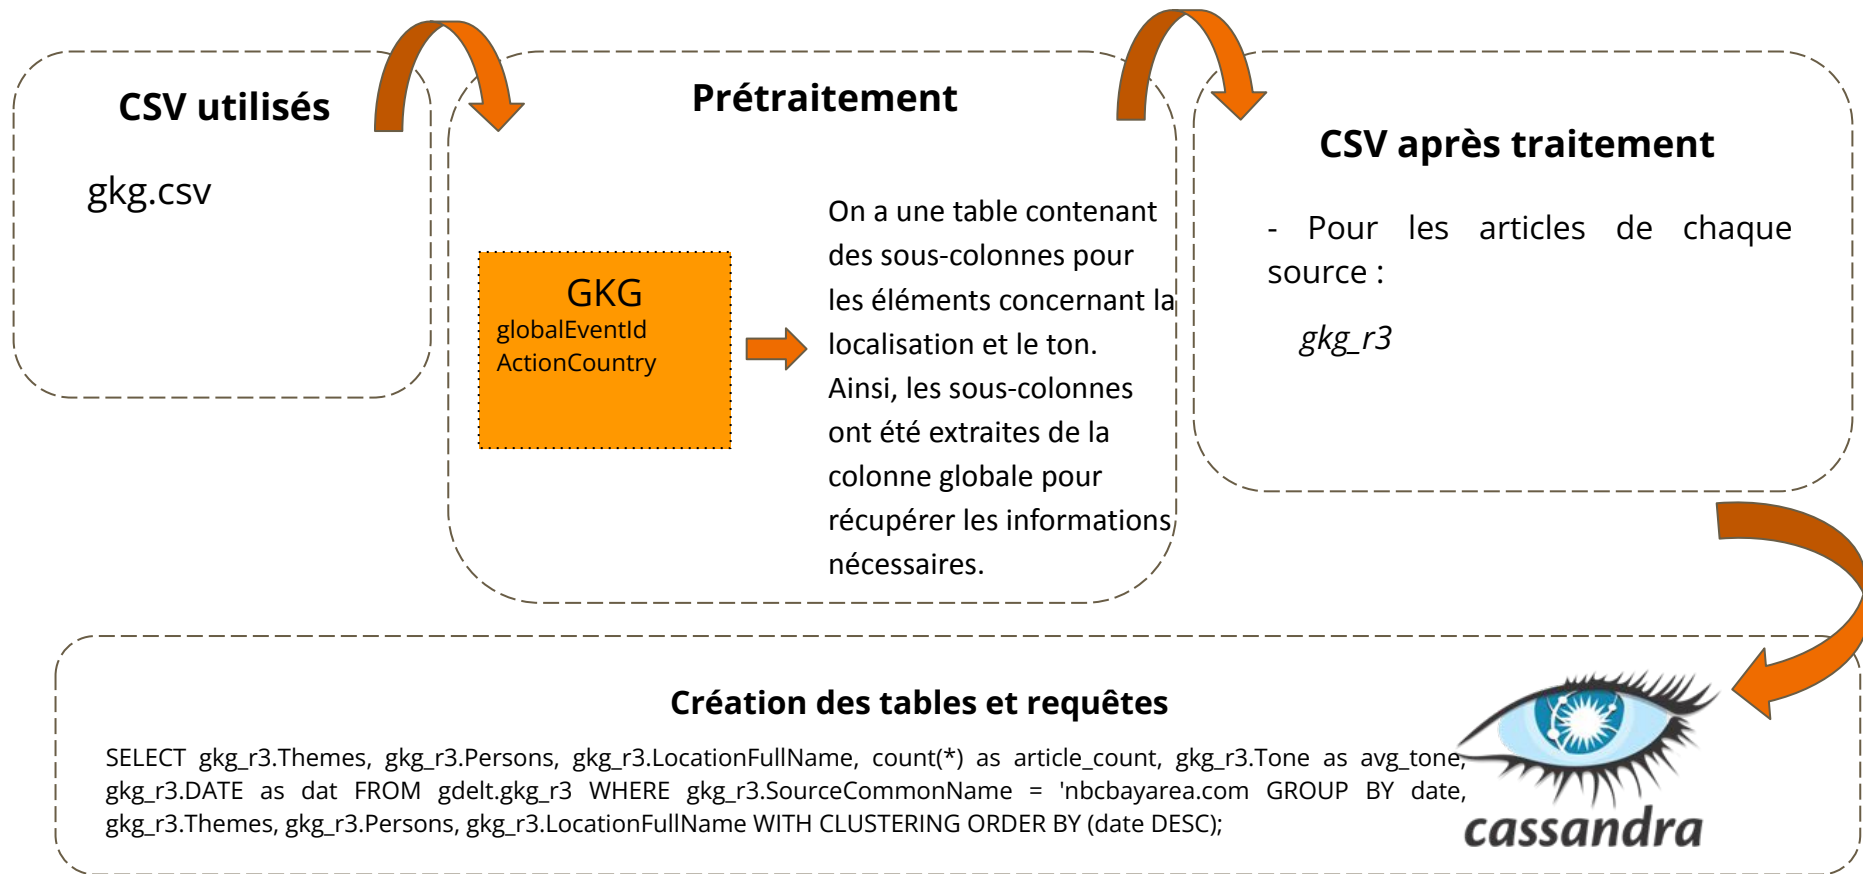 CSV utilisés
gkg.csv
Prétraitement
GKG
globalEventId
ActionCountry
On a une table contenant
des sous-colonnes pour
les éléments concernant la
localisation et le ton.
Ainsi, les sous-colonnes
ont été extraites de la
colonne globale pour
récupérer les informations
nécessaires.
CSV après traitement
- Pour les articles de chaque
source :
gkg_r3
Création des tables et requêtes
SELECT gkg_r3.Themes, gkg_r3.Persons, gkg_r3.LocationFullName, count(*) as article_count, gkg_r3.Tone as avg_tone,
gkg_r3.DATE as dat FROM gdelt.gkg_r3 WHERE gkg_r3.SourceCommonName = 'nbcbayarea.com GROUP BY date,
gkg_r3.Themes, gkg_r3.Persons, gkg_r3.LocationFullName WITH CLUSTERING ORDER BY (date DESC);
cassandra